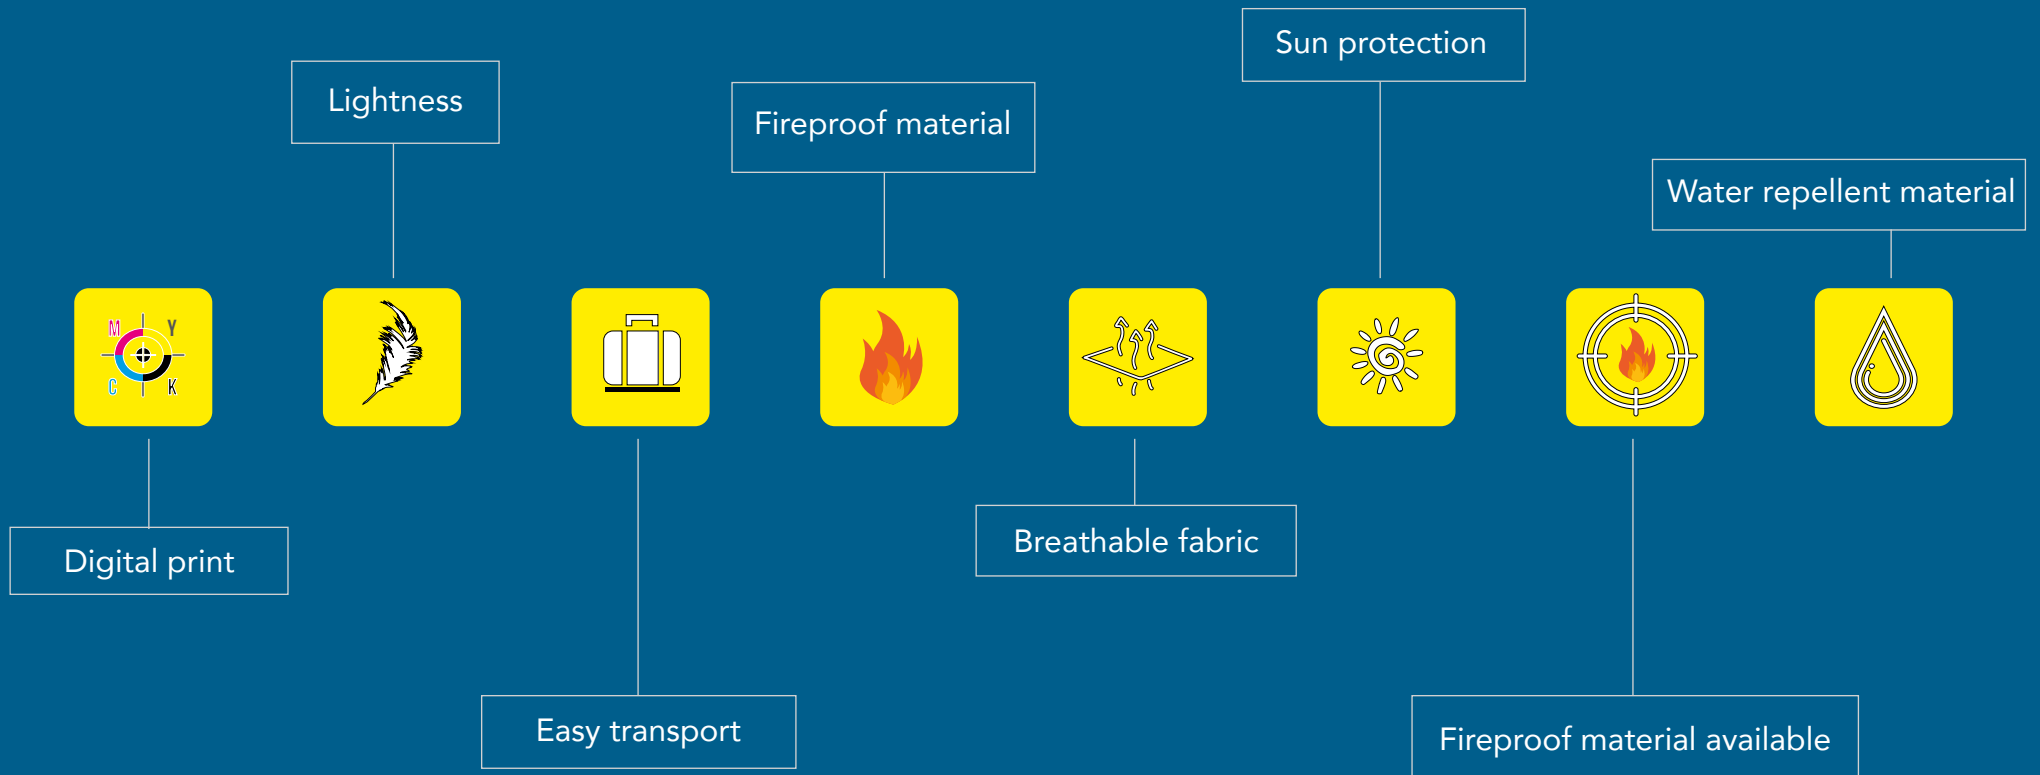 Sun protection
Lightness
Fireproof material
Water repellent material
M Y
C K
Digital print
Breathable fabric
Easy transport
Fireproof material available